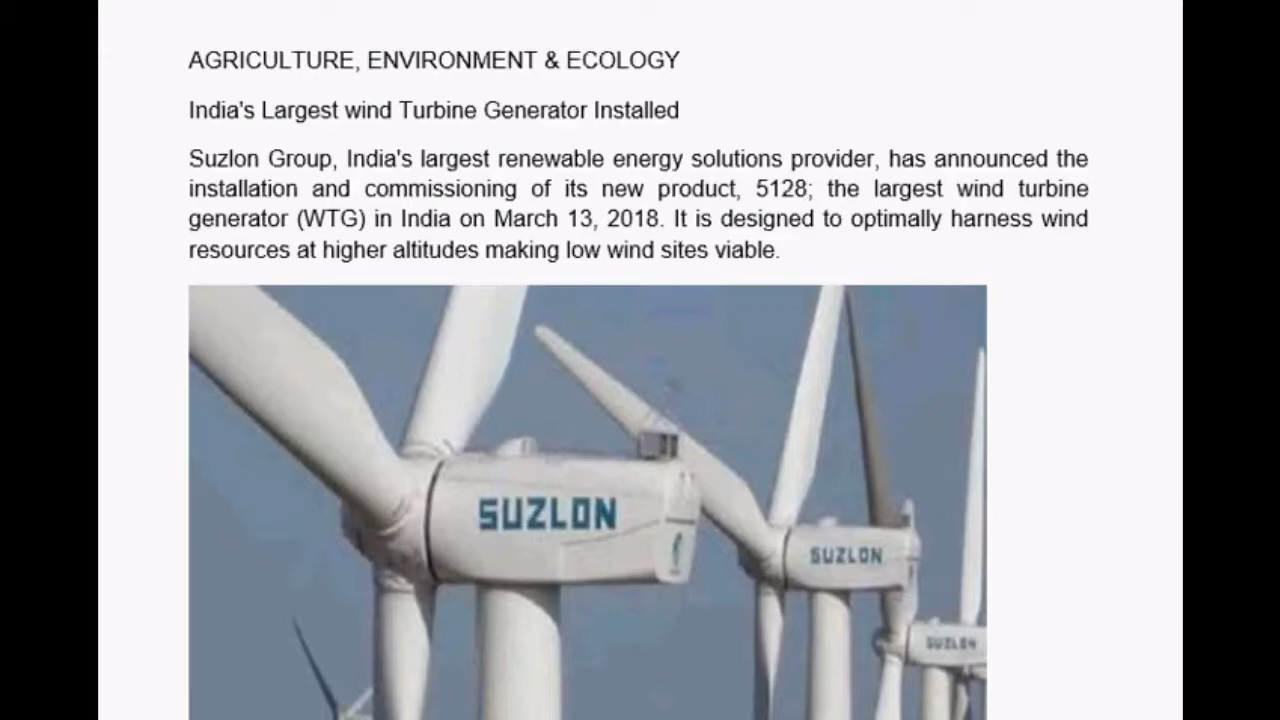 AGRICULTURE, ENVIRONMENT & ECOLOGY
India's Largest wind Turbine Generator Installed
Suzlon Group, India's largest renewable energy solutions provider, has announced the
installation and commissioning of its new product, 5128; the largest wind turbine
generator (WTG) in India on March 13, 2018. It is designed to optimally harness wind
resources at higher altitudes making low wind sites viable.
SUZLON
SUZLON
SUZLON